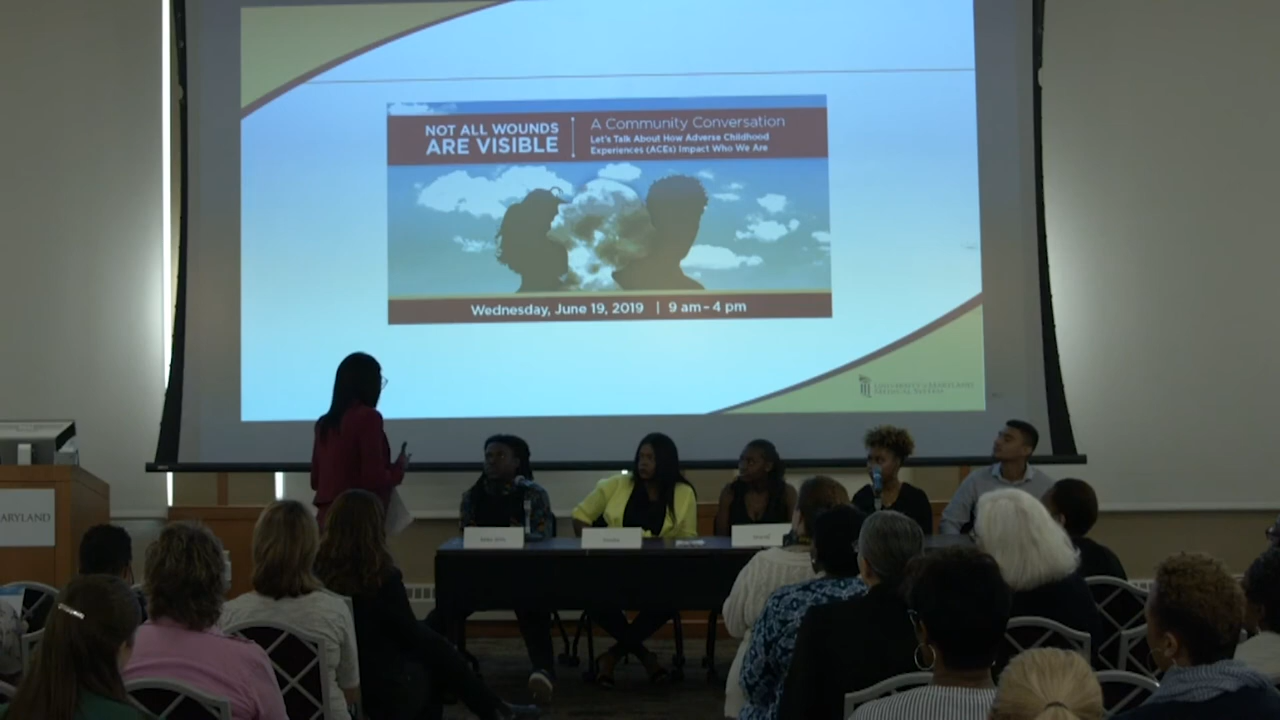 NOT ALL WOUNDS
ARE VISIBLE
A Community Conversation
Let's Talk About How Adverse Childhood
Experiences (ACEs) Impact Who We Are
Wednesday, June 19, 2019 | 9 am - 4 pm
ARYLAND